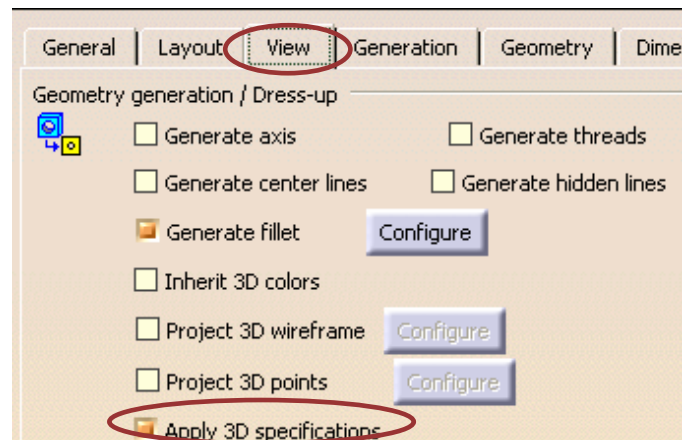 General Layout View Generation Geometry Dime
Geometry generation / Dress-up
Generate axis Generate threads
Generate center lines Generate hidden lines
Generate fillet Configure
Inherit 3D colors
Project 3D wireframe Configure
Project 3D points Configure
Apply 3D specifications